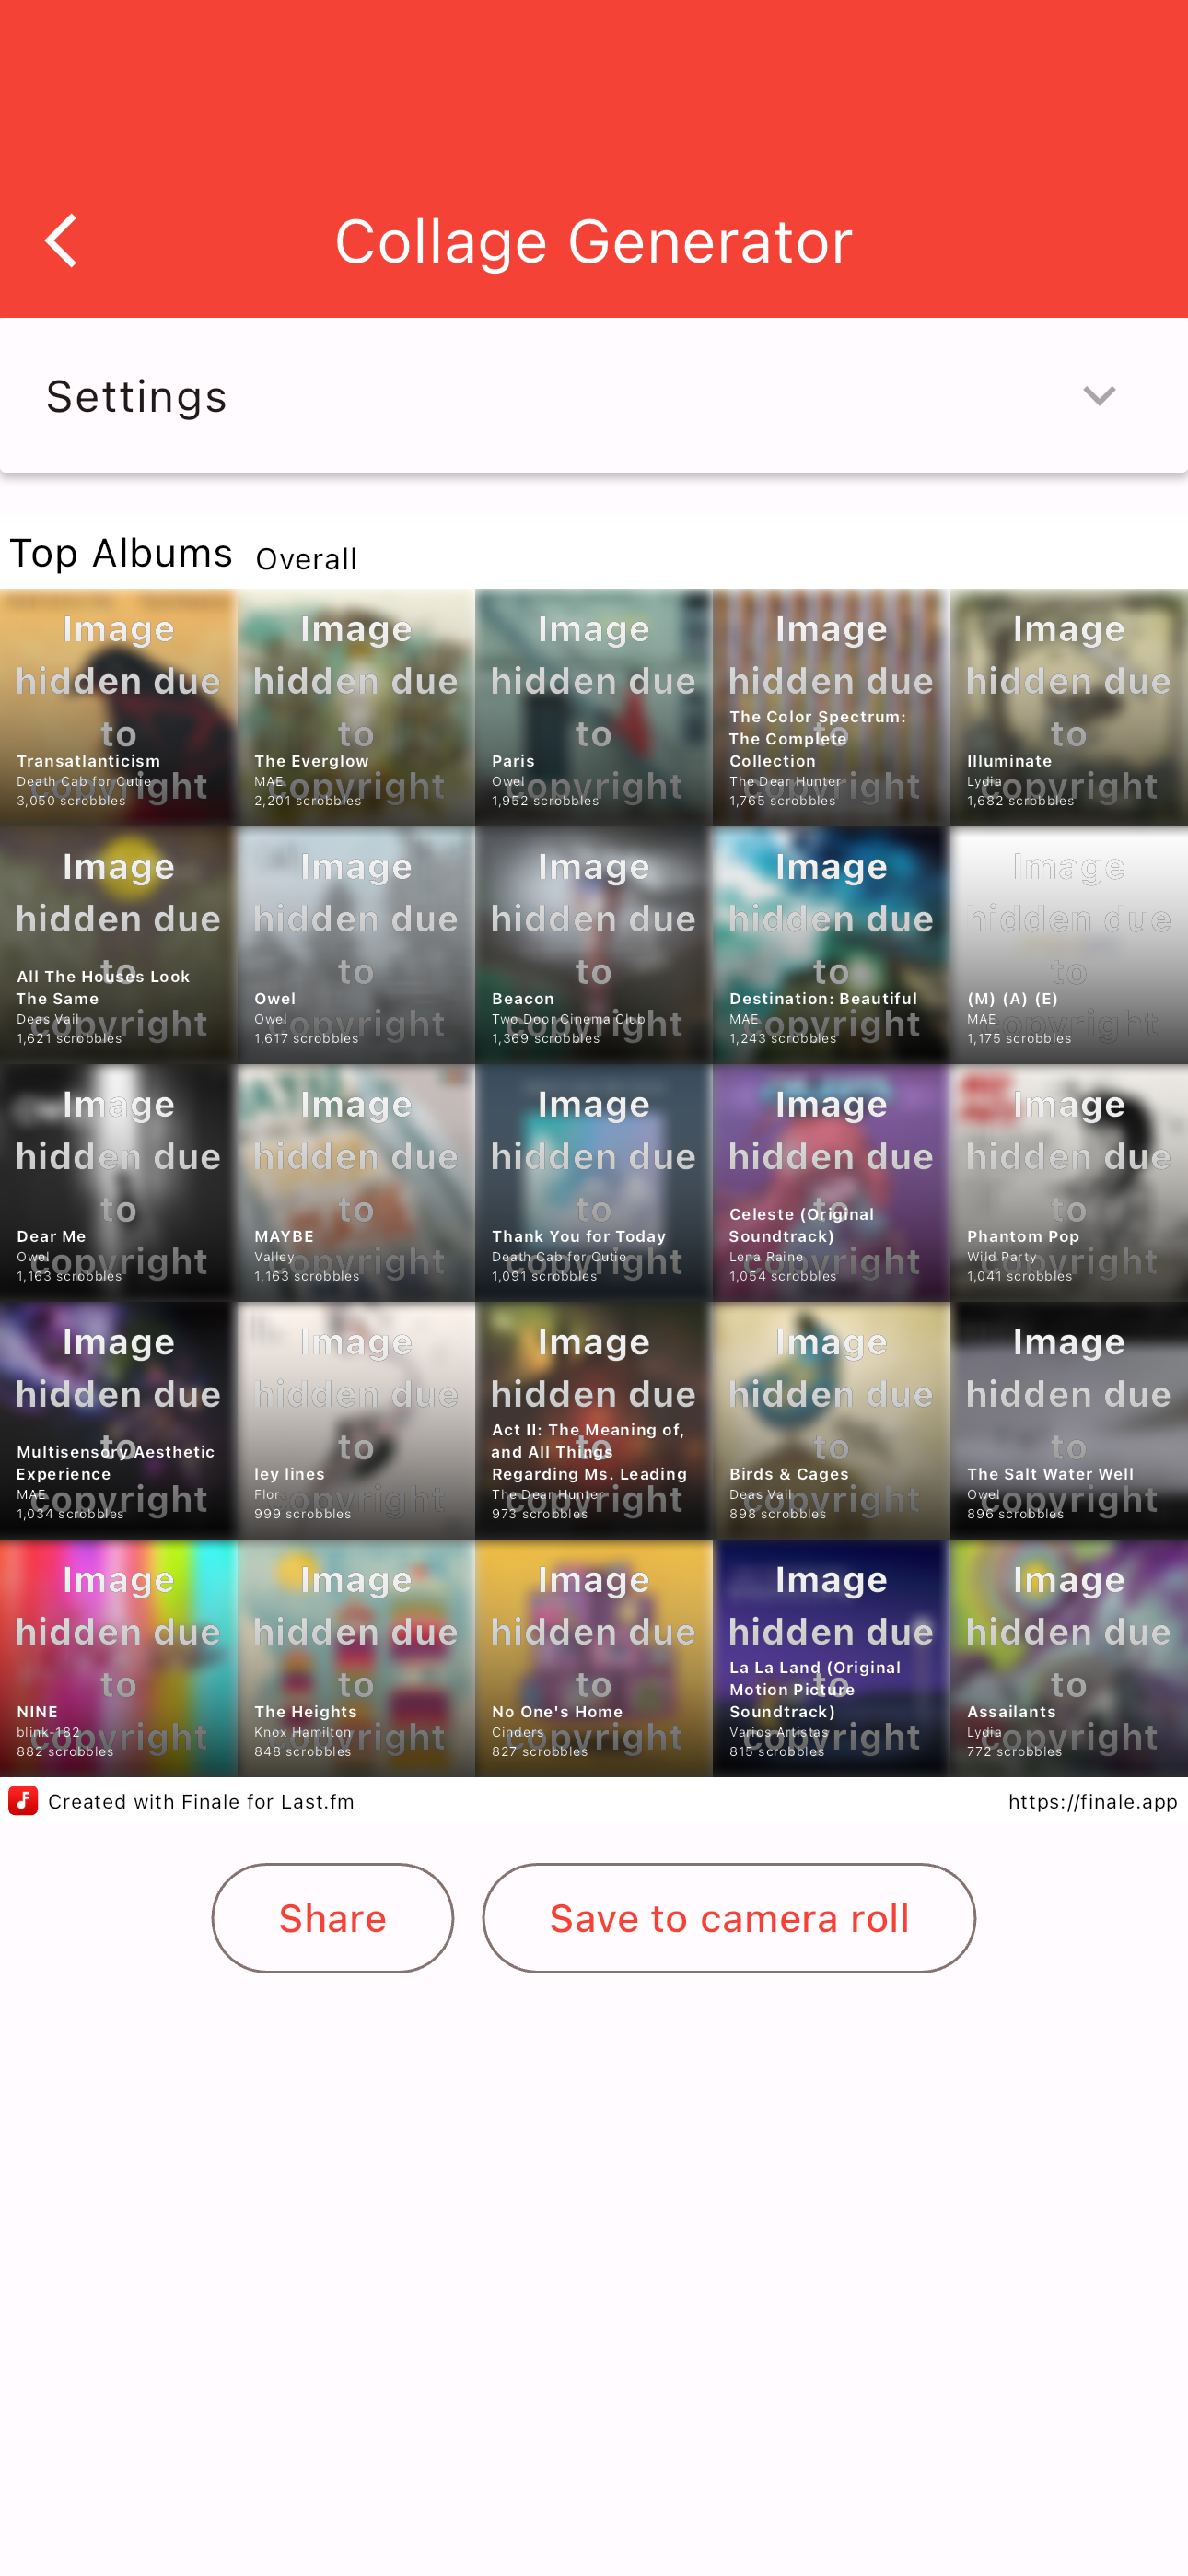 Collage Generator
Settings
Top Albums Overall
Image
hidden due
to
copyright
Transatlanticism
Death Cab for Cutie
3,050 scrobbles
Image
hidden due
to
copyright
The Everglow
MAE
2,201 scrobbles
Image
hidden due
to
copyright
Paris
Owel
1,952 scrobbles
Image
hidden due
to
copyright
The Color Spectrum:
The Complete
Collection
The Dear Hunter
1,765 scrobbles
Image
hidden due
to
copyright
Illuminate
Lydia
1,682 scrobbles
Image
hidden due
to
copyright
All The Houses Look
The Same
Deas Vail
1,621 scrobbles
Image
hidden due
to
copyright
Owel
Owel
1,617 scrobbles
Image
hidden due
to
copyright
Beacon
Two Door Cinema Club
1,369 scrobbles
Image
hidden due
to
copyright
Destination: Beautiful
MAE
1,243 scrobbles
Image
hidden due
to
copyright
(M) (A) (E)
MAE
1,175 scrobbles
Image
hidden due
to
copyright
Dear Me
Owel
1,163 scrobbles
Image
hidden due
to
copyright
MAYBE
Valley
1,163 scrobbles
Image
hidden due
to
copyright
Thank You for Today
Death Cab for Cutie
1,091 scrobbles
Image
hidden due
to
copyright
Celeste (Original
Soundtrack)
Lena Raine
1,054 scrobbles
Image
hidden due
to
copyright
Phantom Pop
Wild Party
1,041 scrobbles
Image
hidden due
to
copyright
Multisensory Aesthetic
Experience
MAE
1,034 scrobbles
Image
hidden due
to
copyright
ley lines
Flor
999 scrobbles
Image
hidden due
to
copyright
Act II: The Meaning of,
and All Things
Regarding Ms. Leading
The Dear Hunter
973 scrobbles
Image
hidden due
to
copyright
Birds & Cages
Deas Vail
898 scrobbles
Image
hidden due
to
copyright
The Salt Water Well
Owel
896 scrobbles
Image
hidden due
to
copyright
NINE
blink-182
882 scrobbles
Image
hidden due
to
copyright
The Heights
Knox Hamilton
848 scrobbles
Image
hidden due
to
copyright
No One's Home
Cinders
827 scrobbles
Image
hidden due
to
copyright
La La Land (Original
Motion Picture
Soundtrack)
Varios Artistas
815 scrobbles
Image
hidden due
to
copyright
Assailants
Lydia
772 scrobbles
Created with Finale for Last.fm
https://finale.app
Share
Save to camera roll